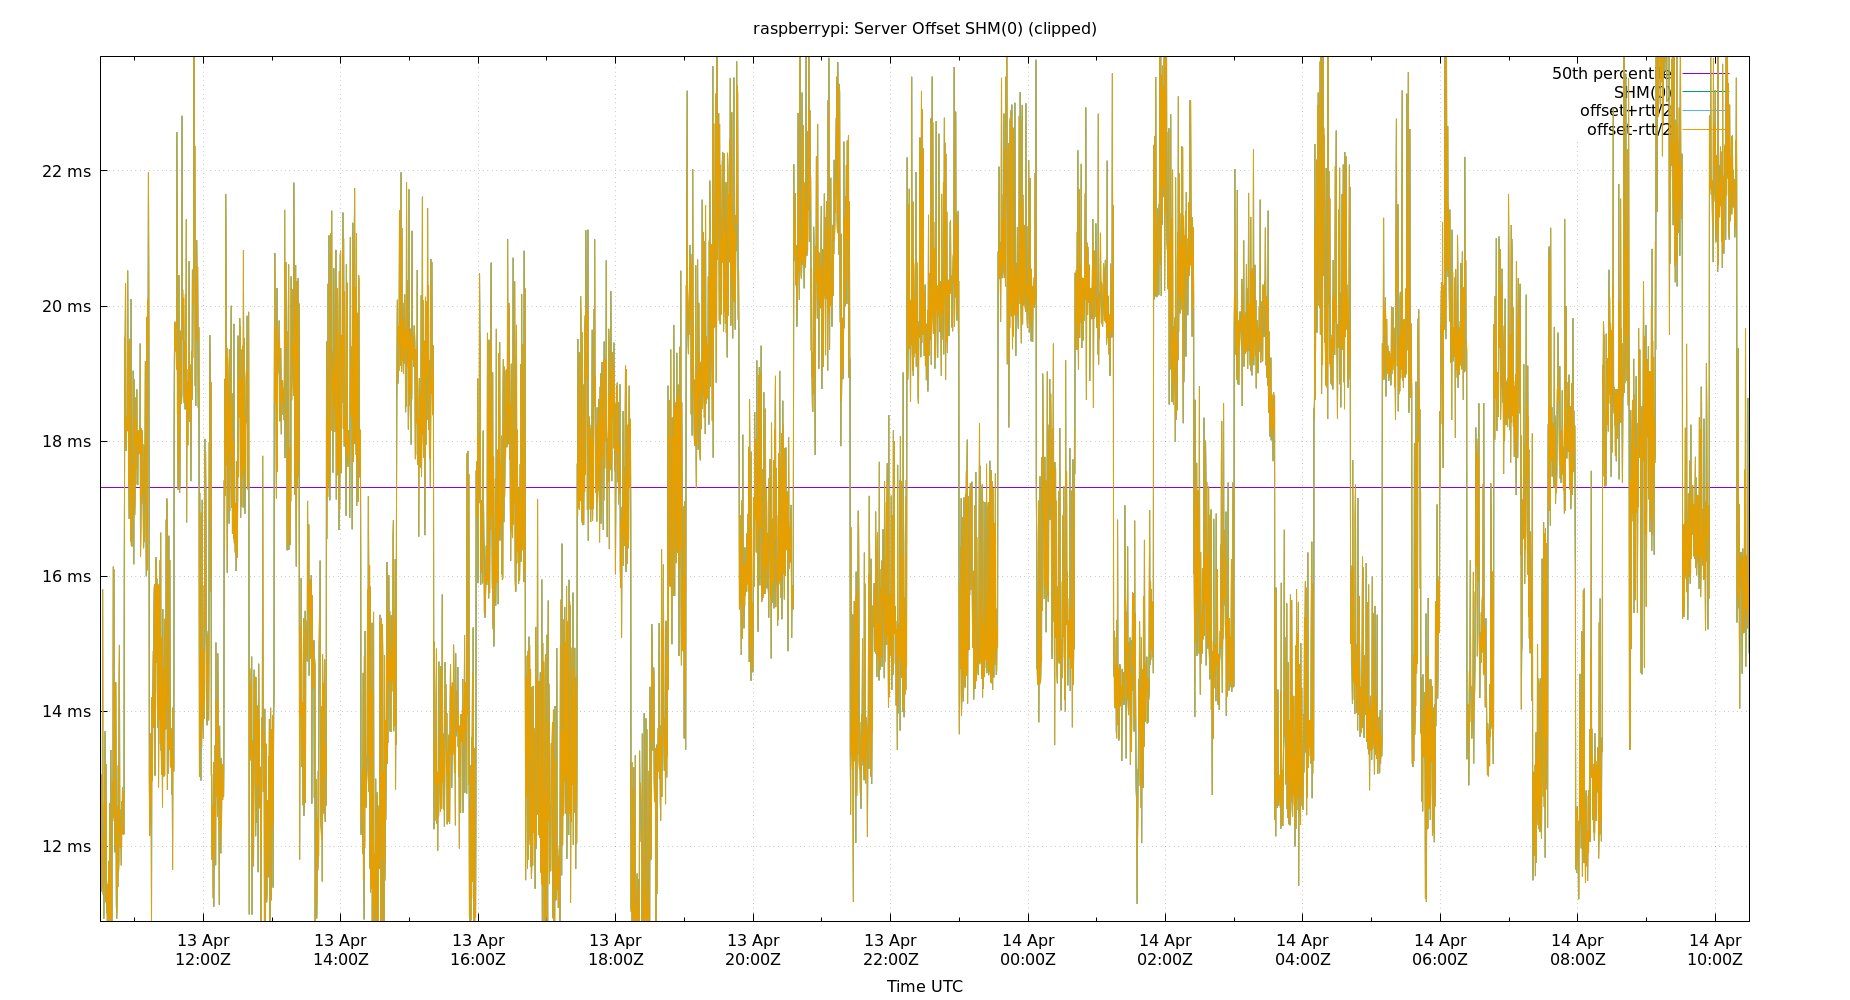 raspberrypi: Server Offset SHM(0) (clipped)
50th percentile
SHM(0)
offset+rtt/2
offset-rtt/2
22 ms
20 ms
18 ms
16 ms
14 ms
12 ms
13 Apr 13 Apr 13 Apr 13 Apr 13 Apr 13 Apr 14 Apr 14 Apr 14 Apr 14 Apr 14 Apr 14 Apr
12:00Z 14:00Z 16:00Z 18:00Z 20:00Z 22:00Z 00:00Z 02:00Z 04:00Z 06:00Z 08:00Z 10:00Z
Time UTC